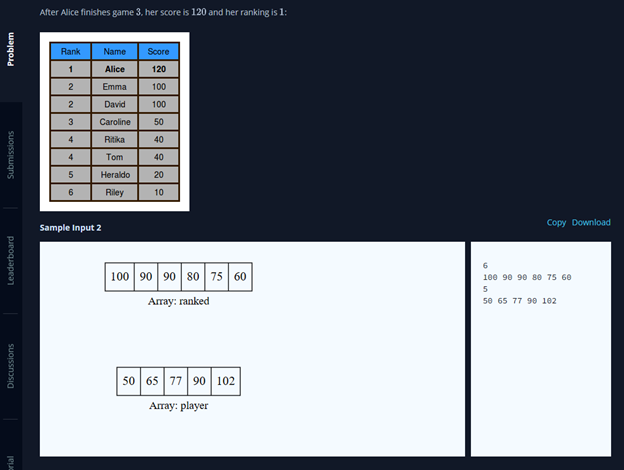 After Alice finishes game 3, her score is 120 and her ranking is 1:
Problem
Submissions
Leaderboard
Discussions
Rank Name Score
1 Alice 120
2 Emma 100
2 David 100
3 Caroline 50
4 Ritika 40
4 Tom 40
5 Heraldo 20
6 Riley 10
Sample Input 2
Copy Download
100 90 90 80 75 60
Array: ranked
50 65 77 90 102
Array: player
6
100 90 90 80 75 60
5
50 65 77 90 102